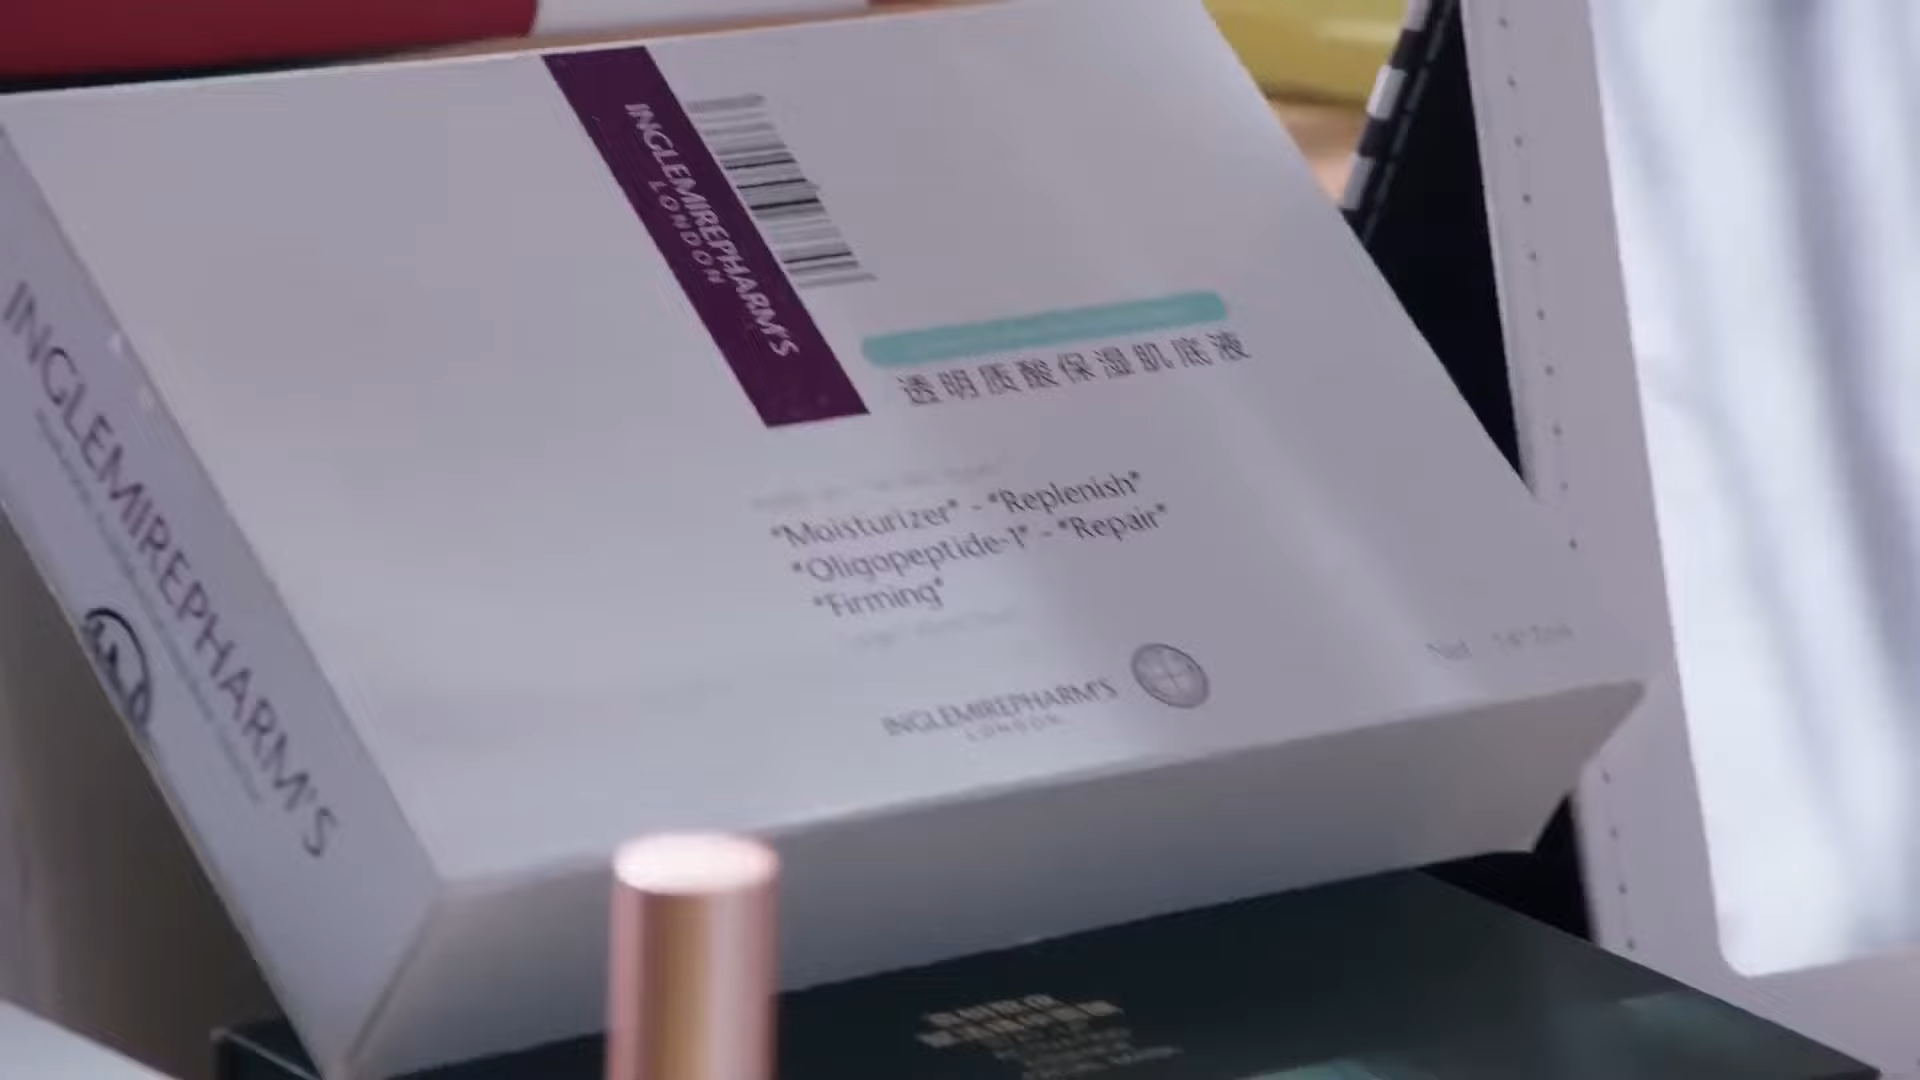 INGLEMIREPHARM'S
LONDON
透明质酸保湿肌底液
"Moisturizer" - "Replenish"
"Oligopeptide-1" - "Repair"
"Firming"
INGLEMIREPHARM'S
LONDON
Net
INGLEMIREPHARM'S